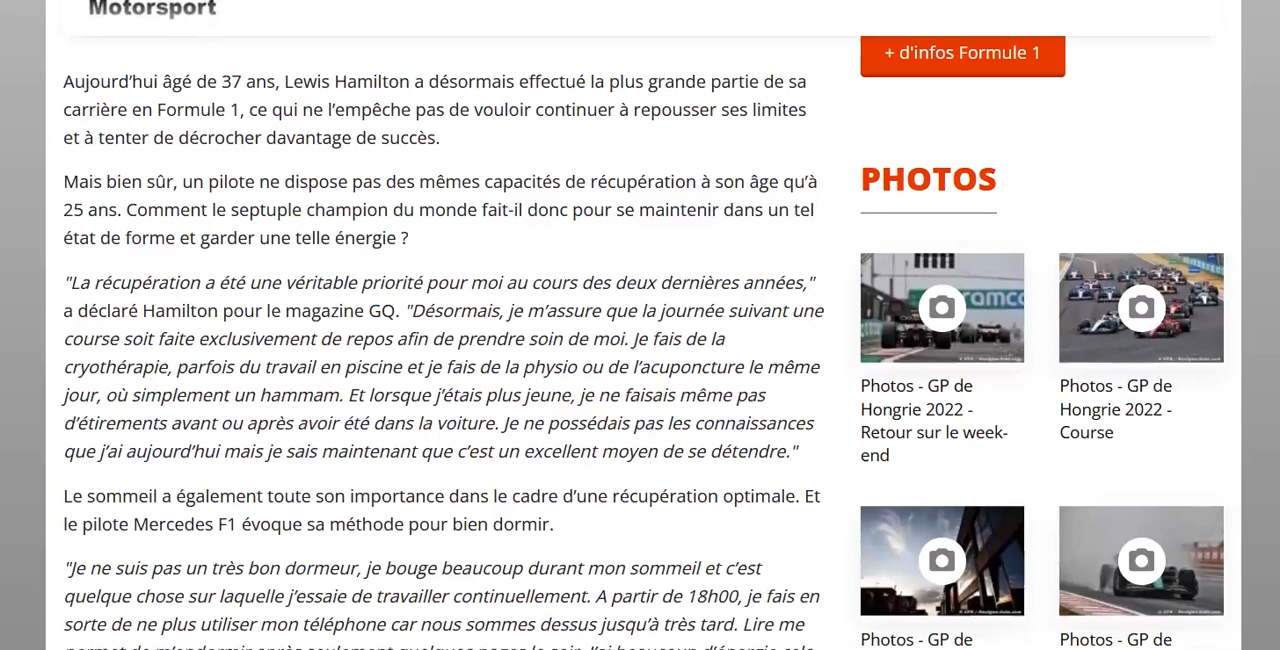 Motorsport
+ d'infos Formule 1
Aujourd’hui âgé de 37 ans, Lewis Hamilton a désormais effectué la plus grande partie de sa
carrière en Formule 1, ce qui ne l’empêche pas de vouloir continuer à repousser ses limites
et à tenter de décrocher davantage de succès.
Mais bien sûr, un pilote ne dispose pas des mêmes capacités de récupération à son âge qu’à
25 ans. Comment le septuple champion du monde fait-il donc pour se maintenir dans un tel
état de forme et garder une telle énergie ?
"La récupération a été une véritable priorité pour moi au cours des deux dernières années,"
a déclaré Hamilton pour le magazine GQ. "Désormais, je m’assure que la journée suivant une
course soit faite exclusivement de repos afin de prendre soin de moi. Je fais de la
cryothérapie, parfois du travail en piscine et je fais de la physio ou de l’acuponcture le même
jour, où simplement un hammam. Et lorsque j’étais plus jeune, je ne faisais même pas
d’étirements avant ou après avoir été dans la voiture. Je ne possédais pas les connaissances
que j’ai aujourd’hui mais je sais maintenant que c’est un excellent moyen de se détendre."
Le sommeil a également toute son importance dans le cadre d’une récupération optimale. Et
le pilote Mercedes F1 évoque sa méthode pour bien dormir.
"Je ne suis pas un très bon dormeur, je bouge beaucoup durant mon sommeil et c’est
quelque chose sur laquelle j’essaie de travailler continuellement. A partir de 18h00, je fais en
sorte de ne plus utiliser mon téléphone car nous sommes dessus jusqu’à très tard. Lire me
PHOTOS
aramco
Photos - GP de
Hongrie 2022 -
Retour sur le week-
end
Photos - GP de
Hongrie 2022 -
Course
Photos - GP de
Photos - GP de